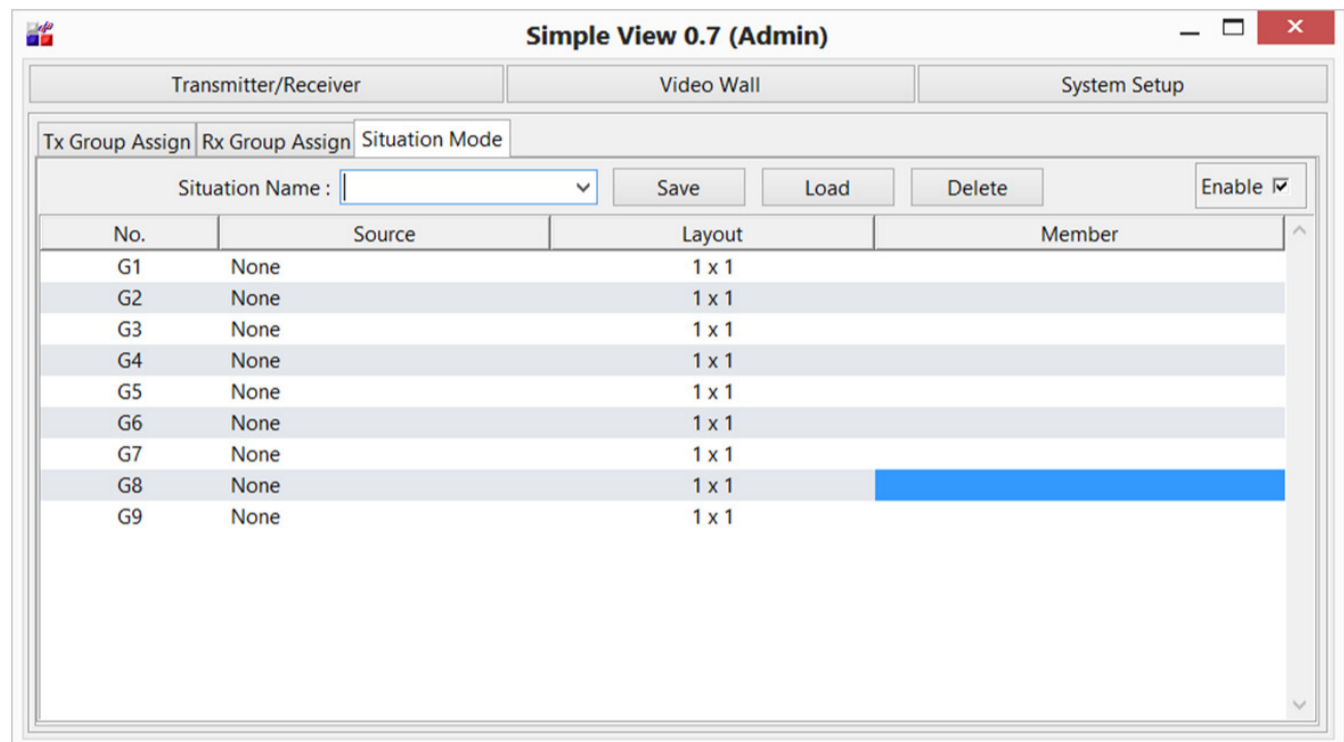 Simple View 0.7 (Admin)
Transmitter/Receiver Video Wall System Setup
Tx Group Assign Rx Group Assign Situation Mode
Situation Name : Save Load Delete Enable
No. Source Layout Member
G1 None 1 x 1
G2 None 1 x 1
G3 None 1 x 1
G4 None 1 x 1
G5 None 1 x 1
G6 None 1 x 1
G7 None 1 x 1
G8 None 1 x 1
G9 None 1 x 1